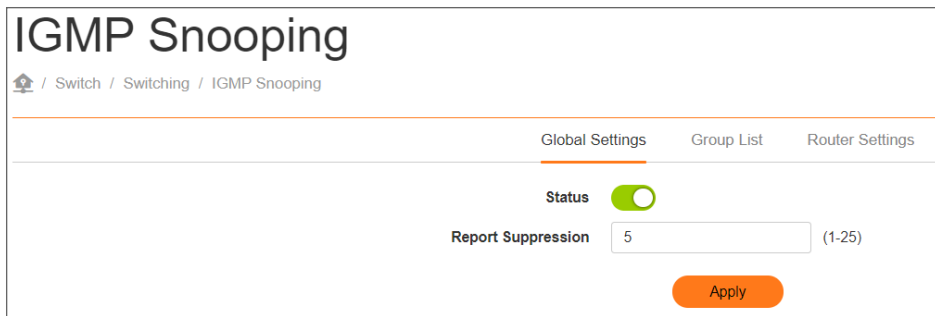 IGMP Snooping
/ Switch / Switching / IGMP Snooping
Global Settings Group List Router Settings
Status
Report Suppression 5 (1-25)
Apply